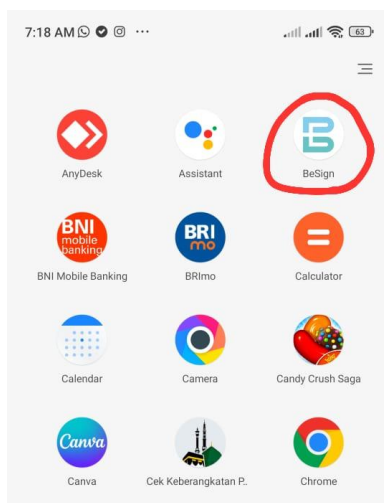 7:18 AM ... 63
AnyDesk Assistant BeSign
BNI
mobile
banking
BRI
mo
BNI Mobile Banking BRImo Calculator
Calendar Camera Candy Crush Saga
Canva
Canva Cek Keberangkatan P.. Chrome